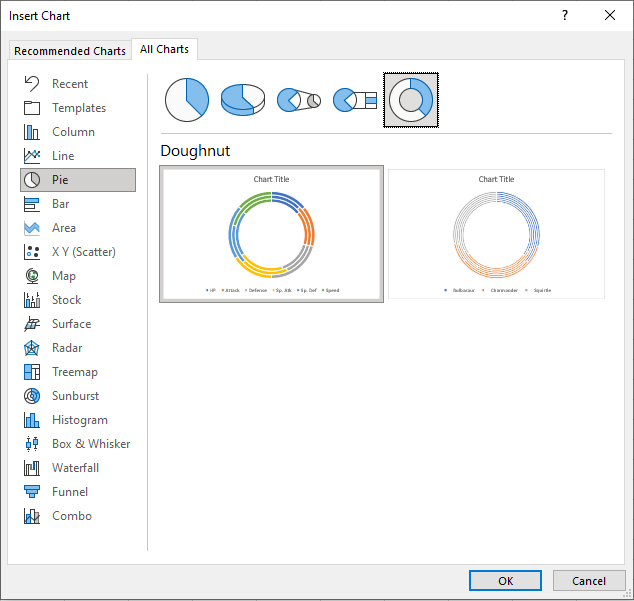 Insert Chart
?
Recommended Charts
All Charts
Recent
Templates
Column
Line
Pie
Bar
Area
X Y (Scatter)
Map
Stock
Surface
Radar
Treemap
Sunburst
Histogram
Box & Whisker
Waterfall
Funnel
Combo
Doughnut
Chart Title
HP Attack Defense Sp. Atk Sp. Def Speed
Chart Title
Bulbasaur Charmander Squirtle
OK
Cancel